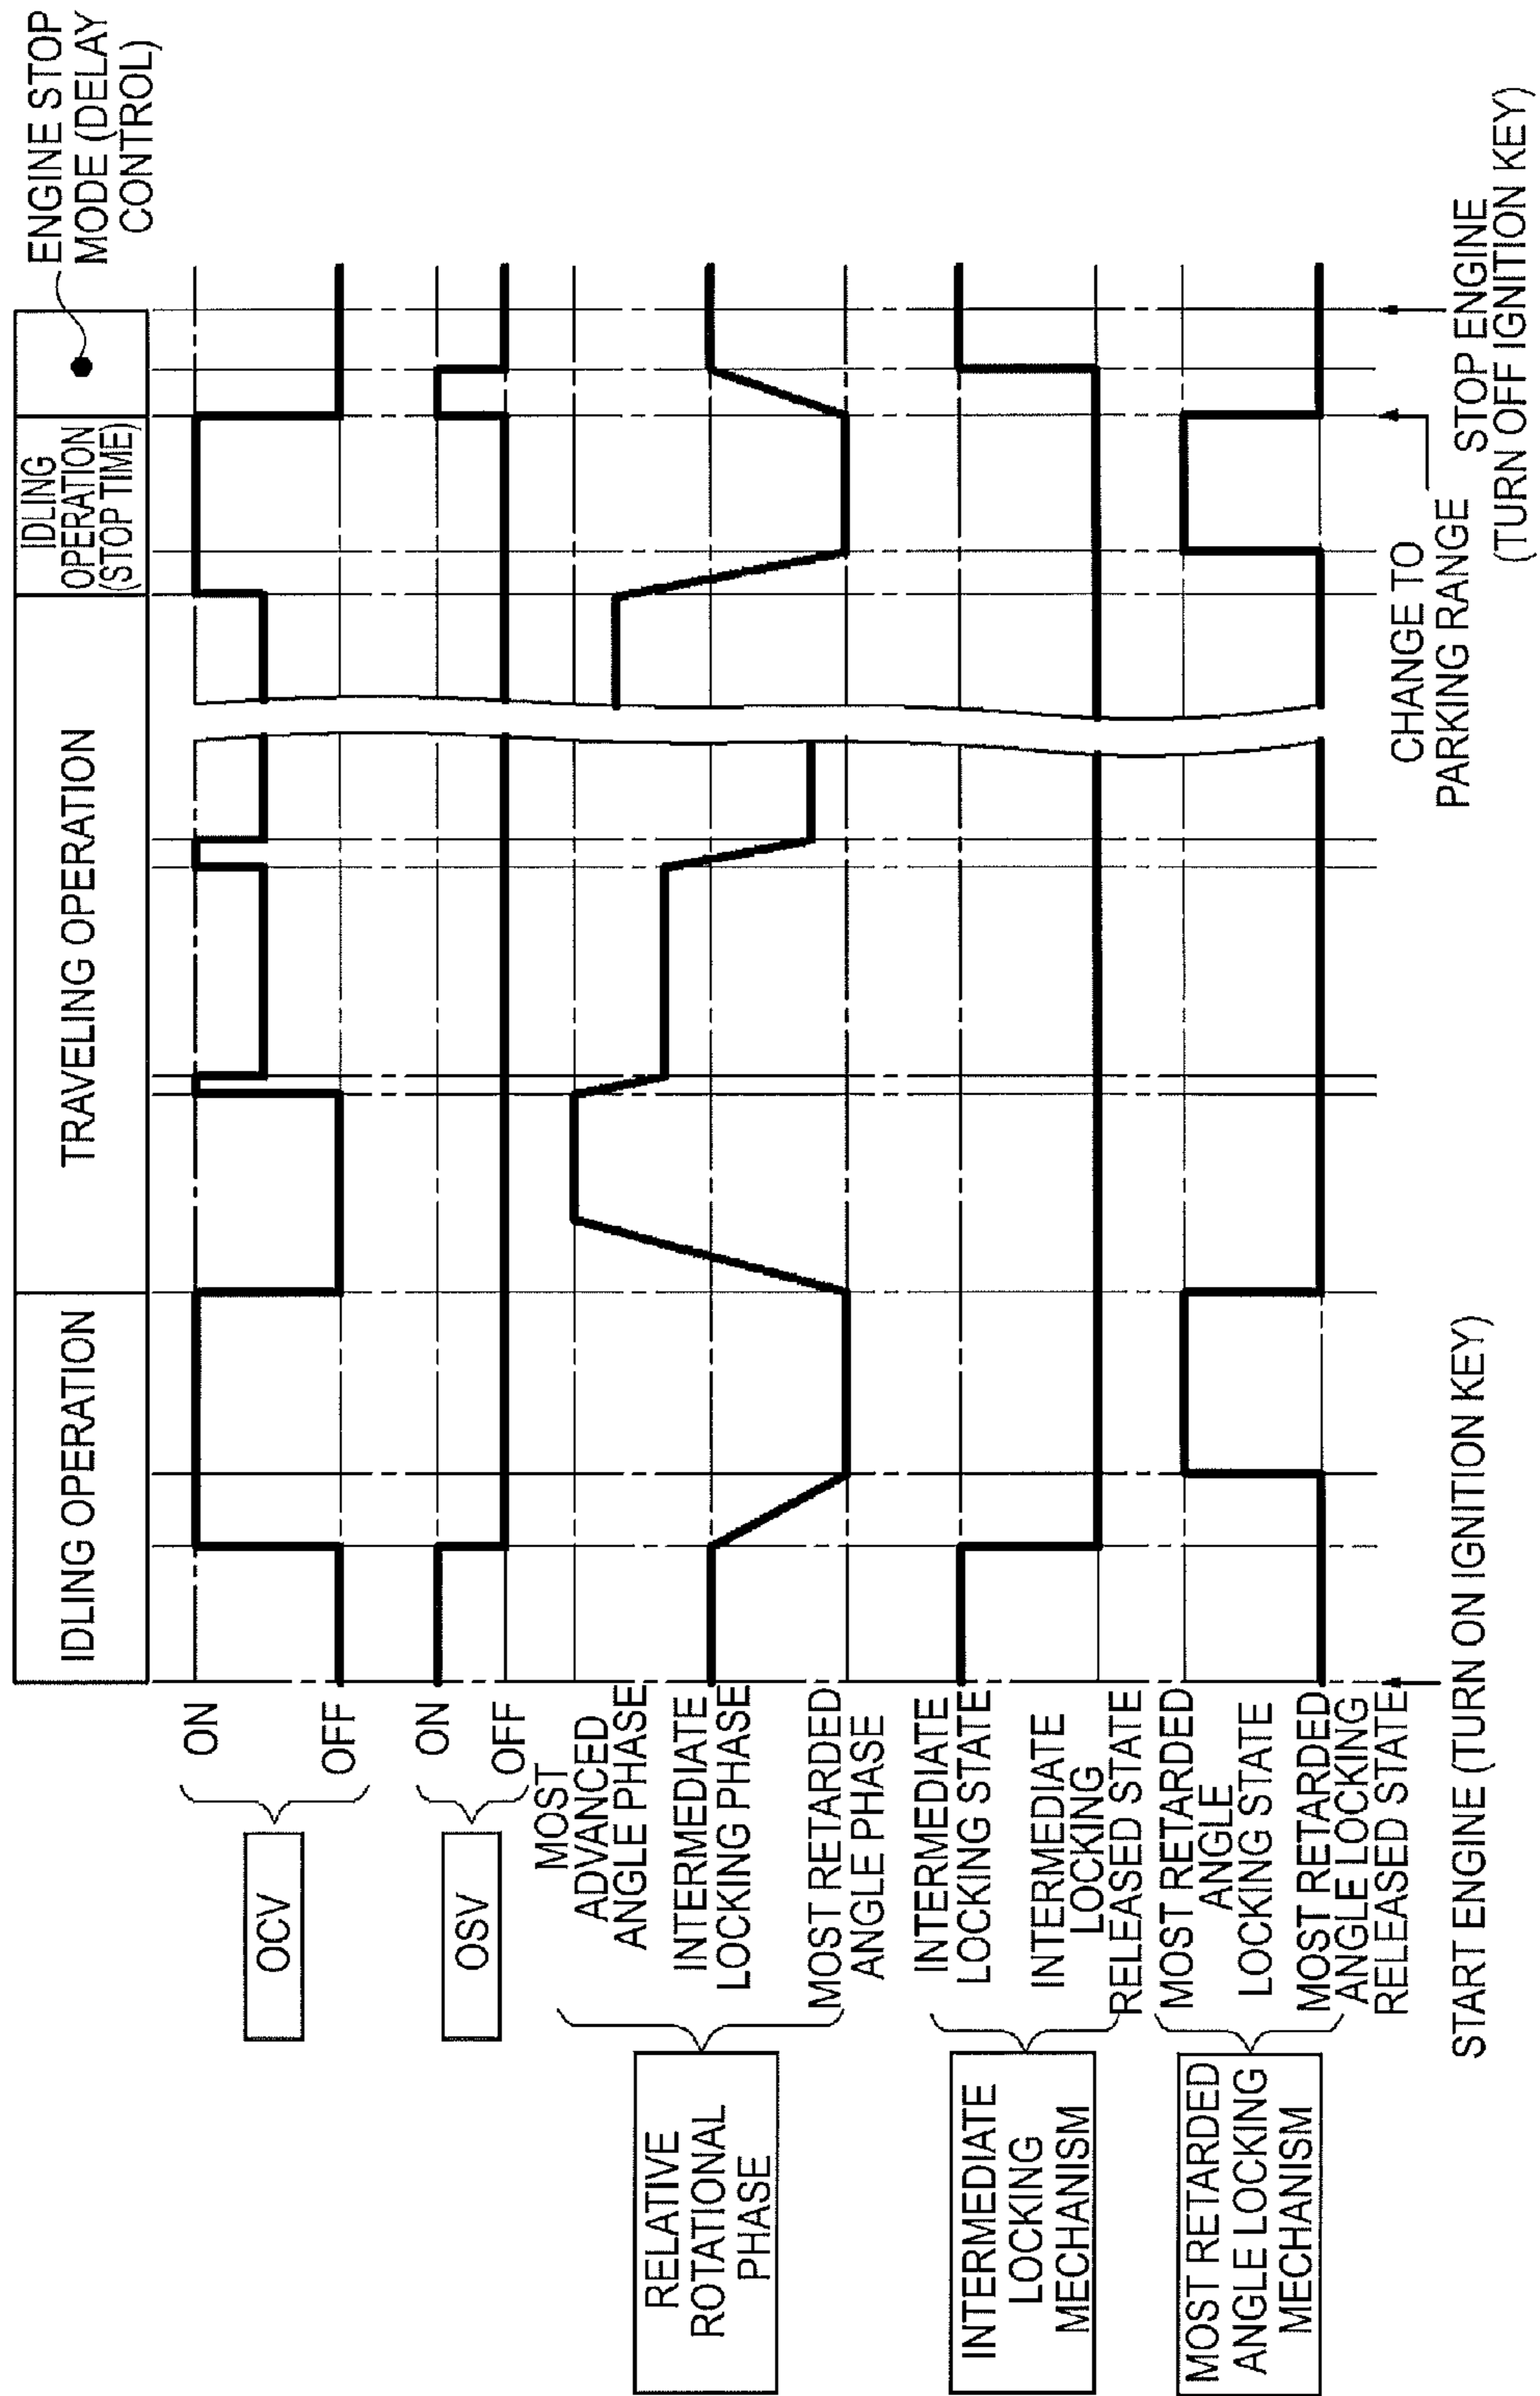 IDLING OPERATION
TRAVELING OPERATION
IDLING
OPERATION
(STOP TIME)
ENGINE STOP
MODE (DELAY
CONTROL)
OCV
ON
OFF
OSV
ON
OFF
RELATIVE
ROTATIONAL
PHASE
MOST
ADVANCED
ANGLE PHASE
INTERMEDIATE
LOCKING PHASE
MOST RETARDED
ANGLE PHASE
INTERMEDIATE
LOCKING
MECHANISM
INTERMEDIATE
LOCKING STATE
INTERMEDIATE
LOCKING
RELEASED STATE
MOST RETARDED
ANGLE LOCKING
MECHANISM
MOST RETARDED
ANGLE
LOCKING STATE
MOST RETARDED
ANGLE LOCKING
RELEASED STATE
START ENGINE (TURN ON IGNITION KEY)
CHANGE TO
PARKING RANGE
STOP ENGINE
(TURN OFF IGNITION KEY)